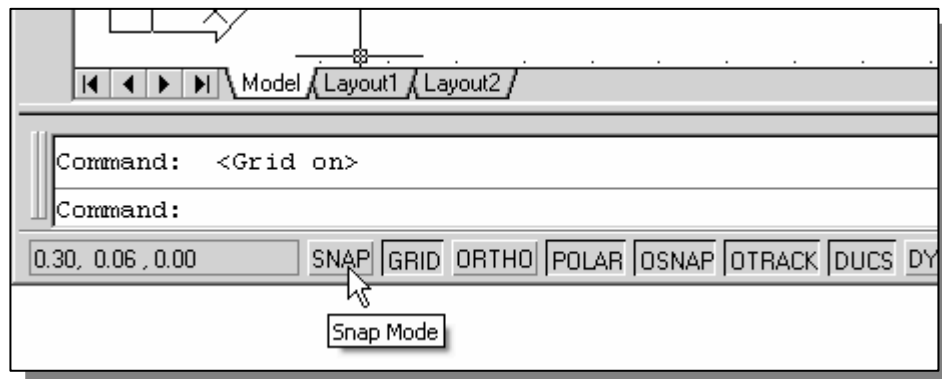 Model Layout1 Layout2
Command:  <Grid on>
Command:
0.30, 0.06 , 0.00 SNAP GRID ORTHO POLAR OSNAP OTRACK DUCS DY
Snap Mode